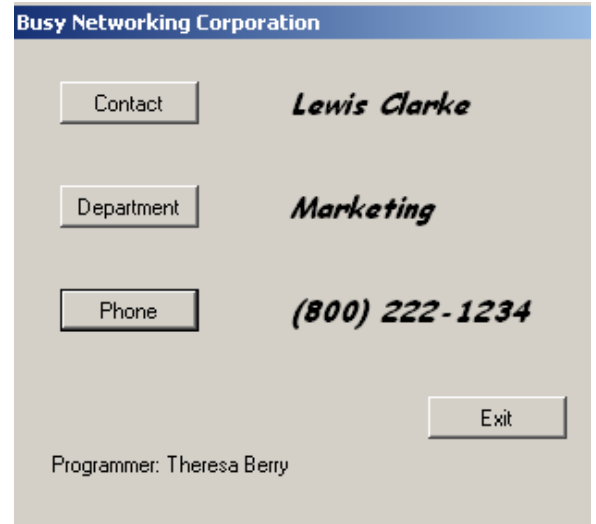 Busy Networking Corporation
Contact Lewis Clarke
Department Marketing
Phone (800) 222-1234
Exit
Programmer: Theresa Berry